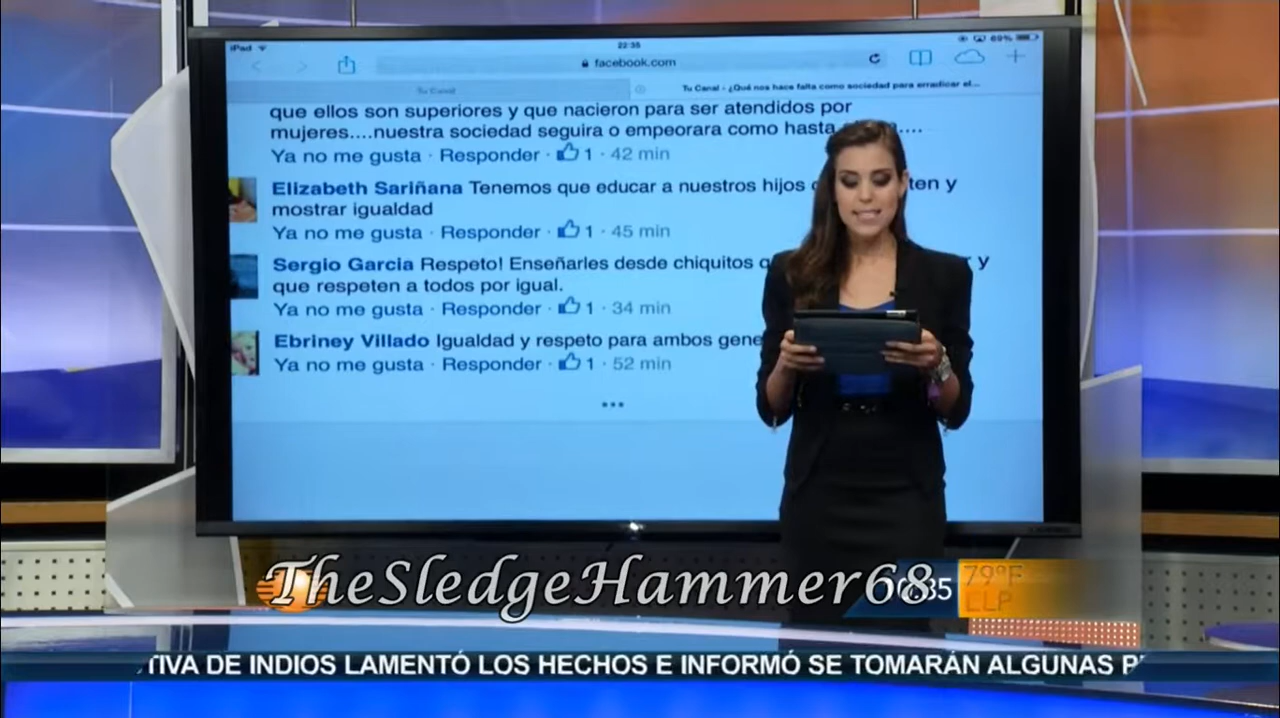 iPad
22:35
69%
facebook.com
Tu Canal
Tu Canal - ¿Qué nos hace falta como sociedad para erradicar el...
que ellos son superiores y que nacieron para ser atendidos por
mujeres....nuestra sociedad seguira o empeorara como hasta ....
Ya no me gusta · Responder · 1 · 42 min
Elizabeth Sariñana Tenemos que educar a nuestros hijos y
mostrar igualdad
Ya no me gusta · Responder · 1 · 45 min
Sergio Garcia Respeto! Enseñarles desde chiquitos y
que respeten a todos por igual.
Ya no me gusta · Responder · 1 · 34 min
Ebriney Villado Igualdad y respeto para ambos gene
Ya no me gusta · Responder · 1 · 52 min
...
TheSledgeHammer68
79°F
ELP
TIVA DE INDIOS LAMENTÓ LOS HECHOS E INFORMÓ SE TOMARÁN ALGUNAS